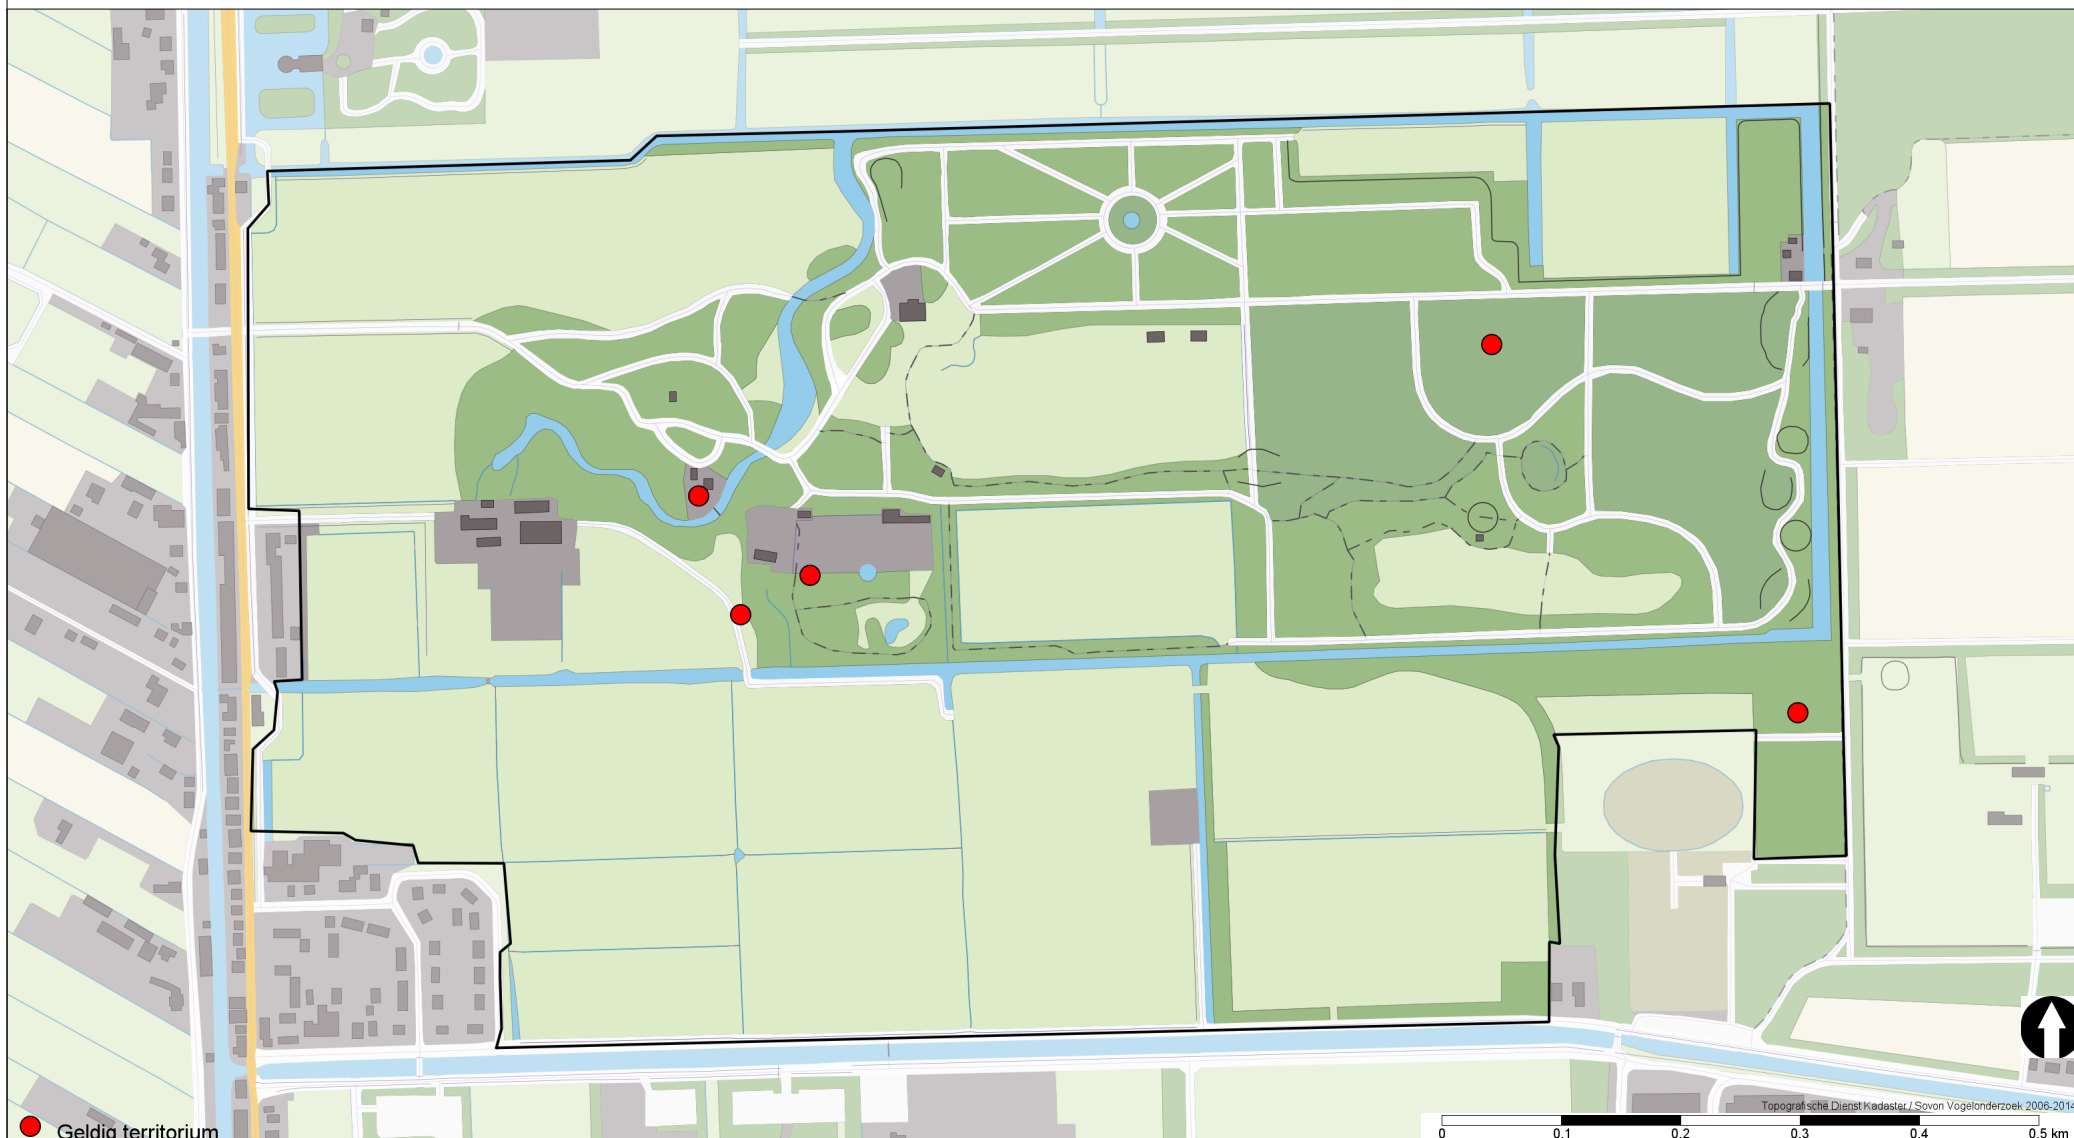 Topografische Dienst Kadaster / Sovon Vogelonderzoek 2006-2014
Geldig territorium
0 0.1 0.2 0.3 0.4 0.5 km